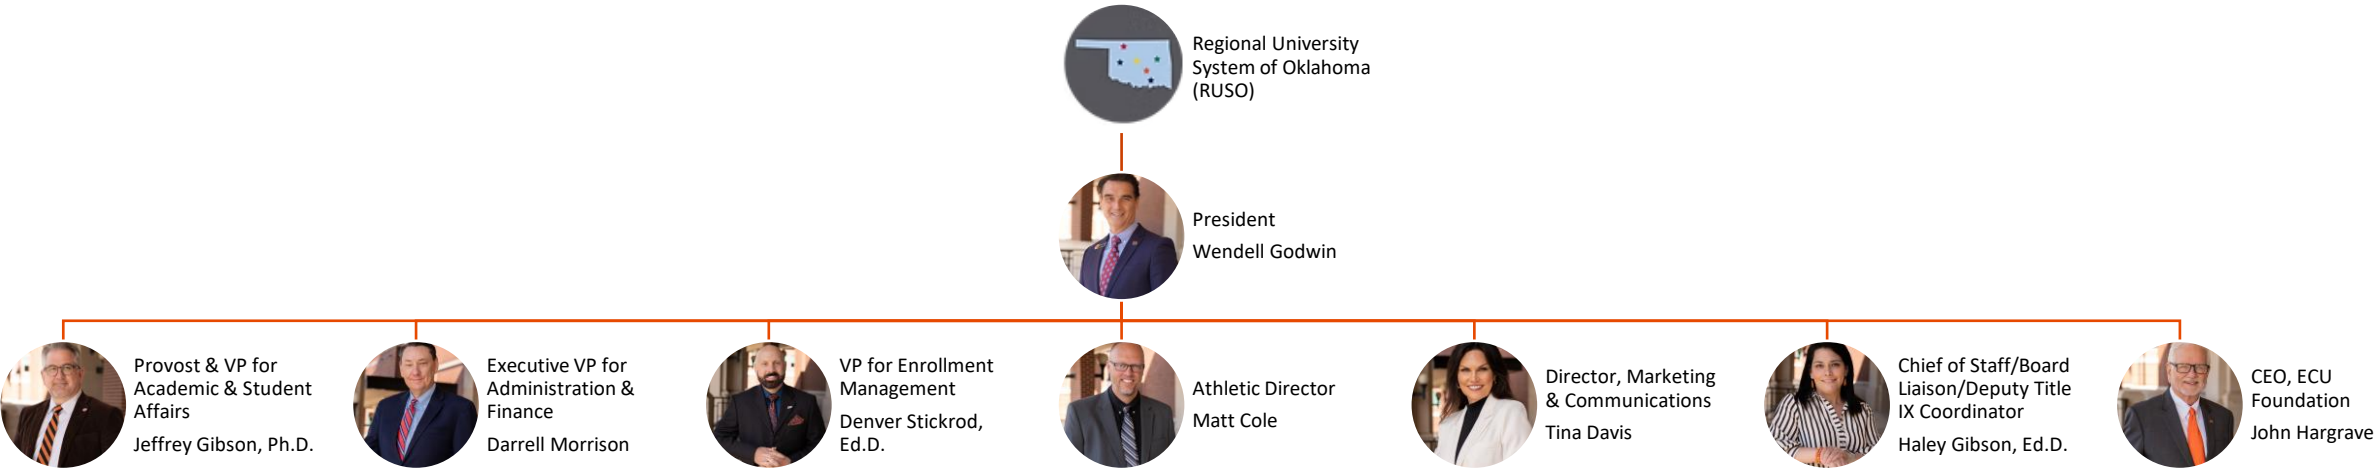 Regional University
System of Oklahoma
(RUSO)
President
Wendell Godwin
Provost & VP for
Academic & Student
Affairs
Jeffrey Gibson, Ph.D.
Executive VP for
Administration &
Finance
Darrell Morrison
VP for Enrollment
Management
Denver Stickrod,
Ed.D.
Athletic Director
Matt Cole
Director, Marketing
& Communications
Tina Davis
Chief of Staff/Board
Liaison/Deputy Title
IX Coordinator
Haley Gibson, Ed.D.
CEO, ECU
Foundation
John Hargrave